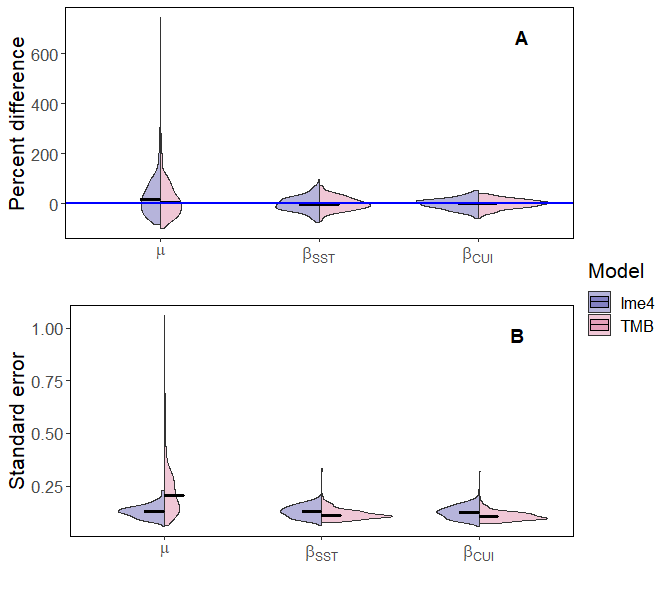 A
Percent difference
600
400
200
0
μ
βSST
βCUI
Model
lme4
TMB
B
Standard error
1.00
0.75
0.50
0.25
μ
βSST
βCUI